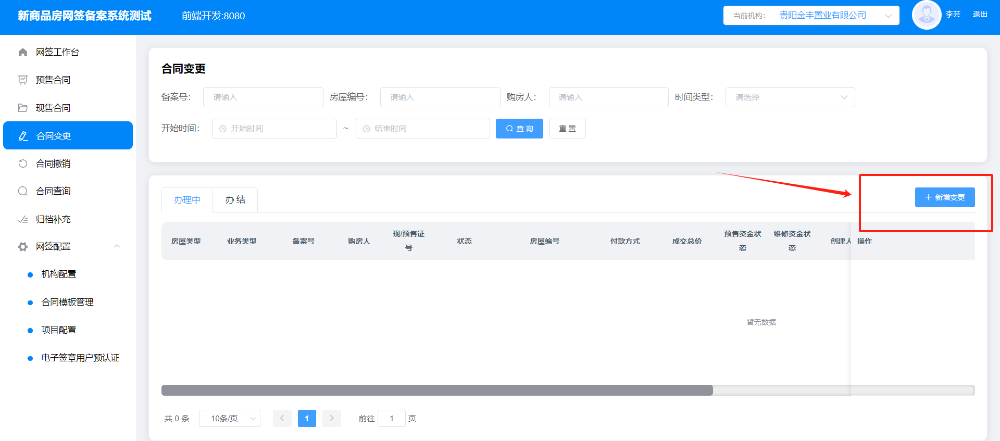 新商品房网签备案系统测试
前端开发:8080
当前机构：
贵阳金丰置业有限公司
李芸
退出
网签工作台
预售合同
现售合同
合同变更
合同撤销
合同查询
归档补充
网签配置
机构配置
合同模板管理
项目配置
电子签章用户预认证
合同变更
备案号：
请输入
房屋编号：
请输入
购房人：
请输入
时间类型：
请选择
开始时间：
开始时间
~
结束时间
查 询
重 置
办理中
办 结
新增变更
房屋类型
业务类型
备案号
购房人
现/预售证
号
状态
房屋编号
付款方式
成交总价
预售资金状
态
维修资金状
态
创建人
操作
暂无数据
共 0 条
10条/页
1
前往
1
页